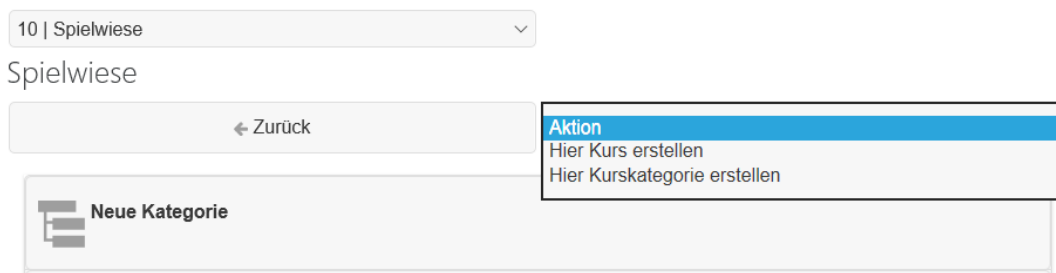 10 | Spielwiese
Spielwiese
Zurück
Aktion
Hier Kurs erstellen
Hier Kurskategorie erstellen
Neue Kategorie